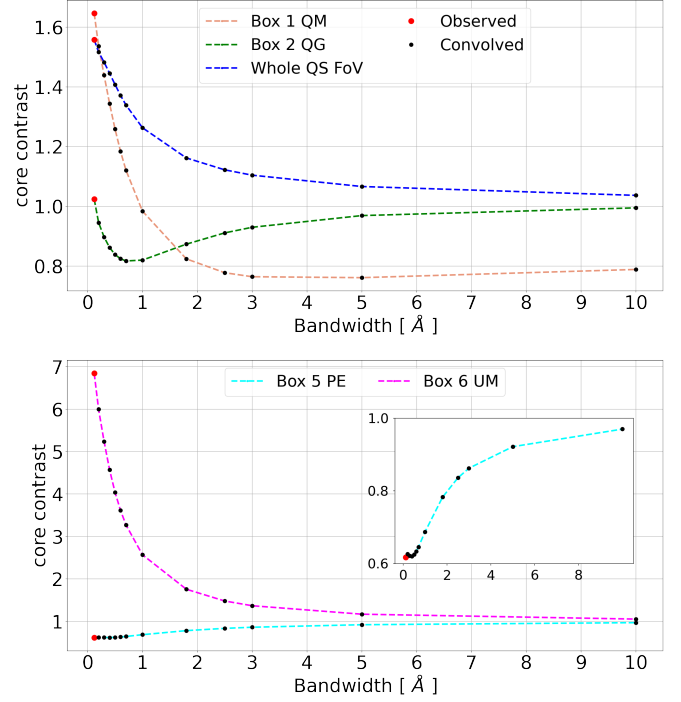 core contrast
1.6
1.4
1.2
1.0
0.8
Box 1 QM
Box 2 QG
Whole QS FoV
Observed
Convolved
0 1 2 3 4 5 6 7 8 9 10
Bandwidth [ Å ]
core contrast
7
6
5
4
3
2
1
Box 5 PE
Box 6 UM
1.0
0.8
0.6
0 2 4 6 8
0 1 2 3 4 5 6 7 8 9 10
Bandwidth [ Å ]